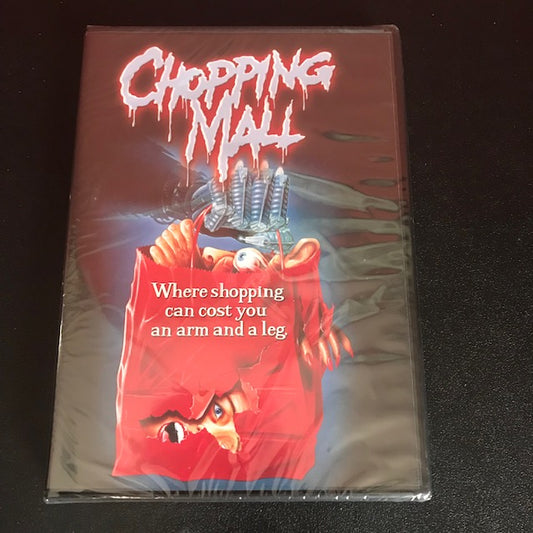 CHOPPING
MALL
Where shopping
can cost you
an arm and a leg.